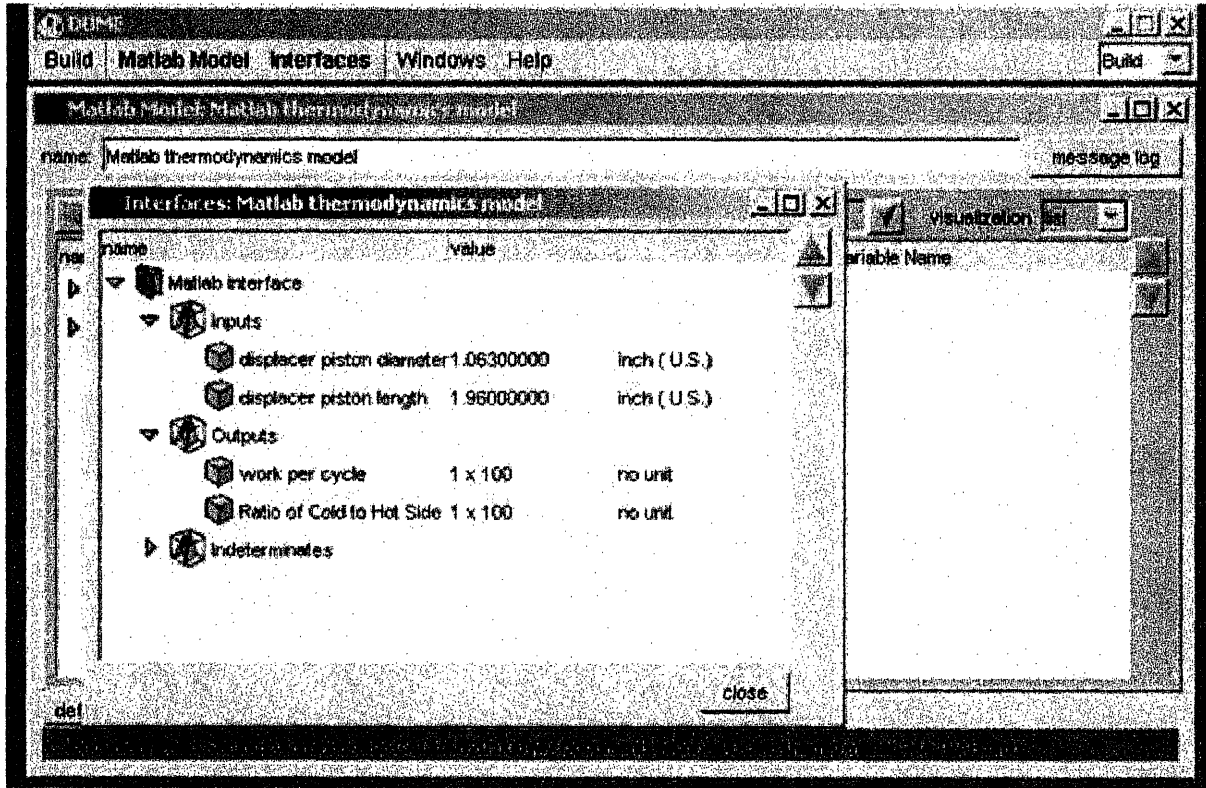 DOME
Build Matlab Model Interfaces Windows Help Build
Matlab Model: Matlab thermodynamics model
name: Matlab thermodynamics model message log
Interfaces: Matlab thermodynamics model
visualization: list
name value
ariable Name
Matlab interface
Inputs
displacer piston diameter 1.06300000 inch ( U.S.)
displacer piston length 1.96000000 inch ( U.S.)
Outputs
work per cycle 1 x 100 no unit
Ratio of Cold to Hot Side 1 x 100 no unit
Indeterminates
close
def